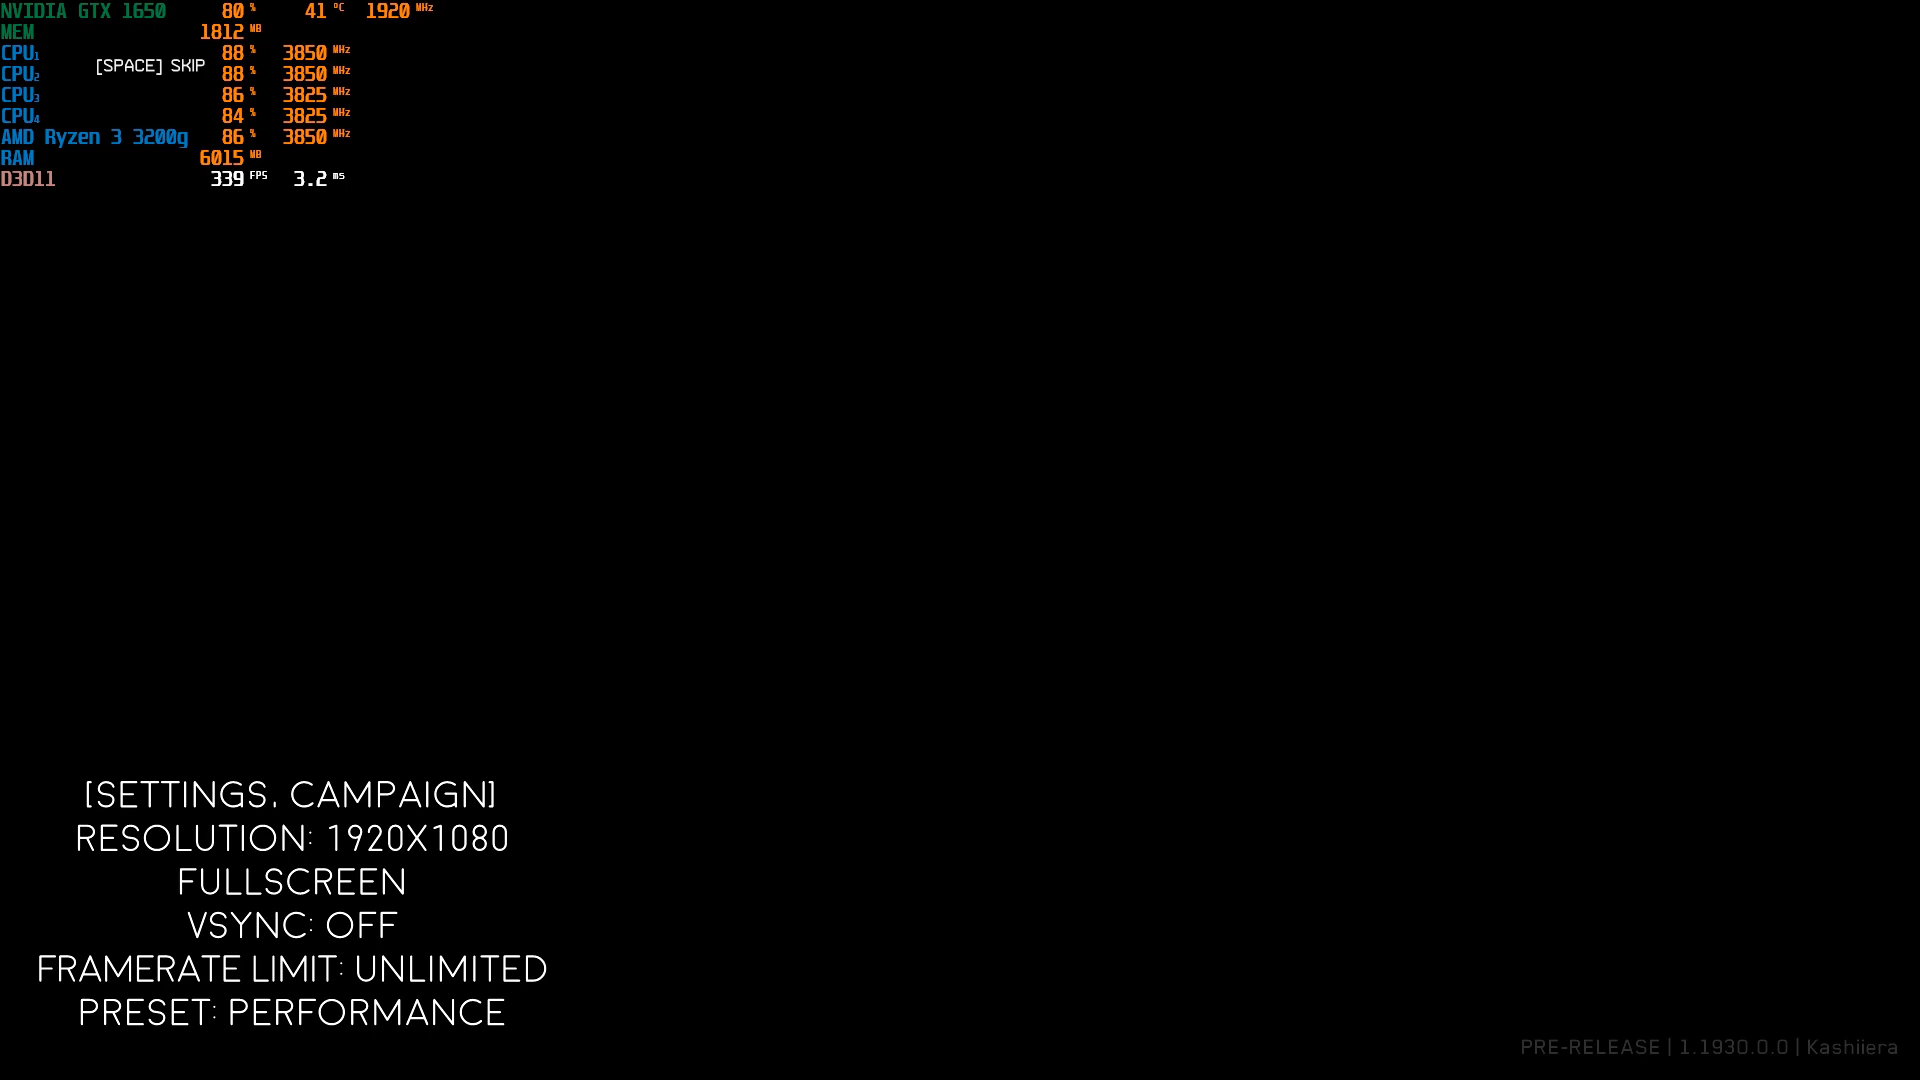 NVIDIA GTX 1650 80 % 41 °C 1920 MHz
MEM 1812 MB
CPU1 88 % 3850 MHz
[SPACE] SKIP
CPU2 88 % 3850 MHz
CPU3 86 % 3825 MHz
CPU4 84 % 3825 MHz
AMD Ryzen 3 3200g 86 % 3850 MHz
RAM 6015 MB
D3D11 339 FPS 3.2 ms
[SETTINGS, CAMPAIGN]
RESOLUTION: 1920X1080
FULLSCREEN
VSYNC: OFF
FRAMERATE LIMIT: UNLIMITED
PRESET: PERFORMANCE
PRE-RELEASE | 1.1930.0.0 | Kashiiera